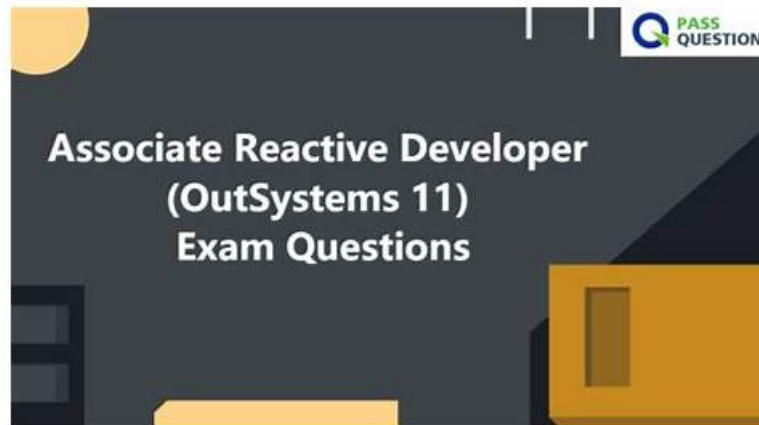 PASS
QUESTION
Associate Reactive Developer
(OutSystems 11)
Exam Questions